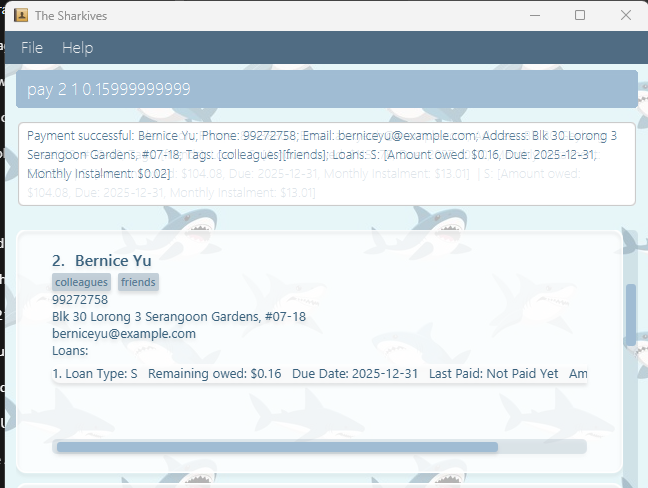 The Sharkives
File Help
pay 2 1 0.15999999999
Payment successful: Bernice Yu; Phone: 99272758; Email: berniceyu@example.com; Address: Blk 30 Lorong 3
Serangoon Gardens, #07-18; Tags: [colleagues][friends]; Loans: S: [Amount owed: $0.16, Due: 2025-12-31,
Monthly Instalment: $0.02] $104.08, Due: 2025-12-31, Monthly Instalment: $13.01] | S: [Amount owed:
$104.08, Due: 2025-12-31, Monthly Instalment: $13.01]
2. Bernice Yu
colleagues friends
99272758
Blk 30 Lorong 3 Serangoon Gardens, #07-18
berniceyu@example.com
Loans:
1. Loan Type: S Remaining owed: $0.16 Due Date: 2025-12-31 Last Paid: Not Paid Yet Am